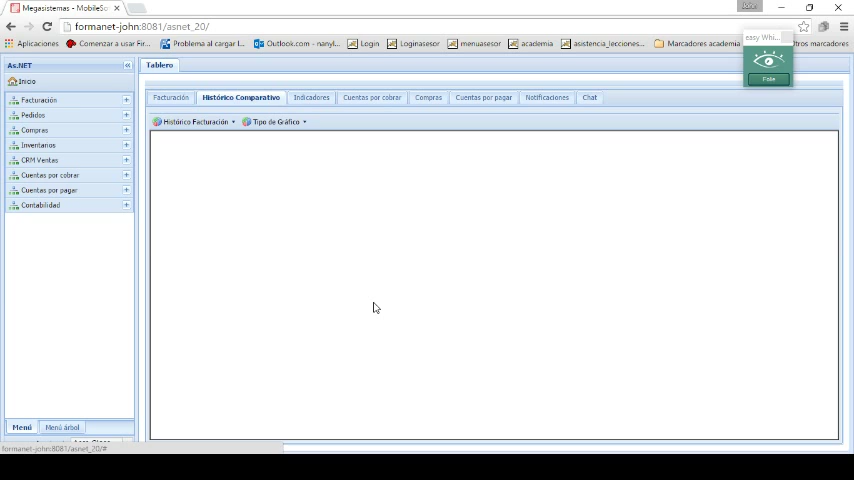 Megasistemas - MobileSo
formanet-john:8081/asnet_20/
Aplicaciones Comenzar a usar Fir... Problema al cargar l... Outlook.com - nanyl... Login Loginasesor menuasesor academia asistencia_lecciones... Marcadores academia Otros marcadores
easy Whi...
As.NET «
Tablero
Inicio
Facturación
Pedidos
Compras
Inventarios
CRM Ventas
Cuentas por cobrar
Cuentas por pagar
Contabilidad
Facturación Histórico Comparativo Indicadores Cuentas por cobrar Compras Cuentas por pagar Notificaciones Chat
Histórico Facturación Tipo de Gráfico
Menú Menú árbol
formanet-john:8081/asnet_20/#